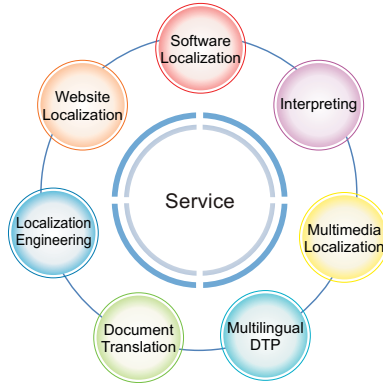 Software
Localization
Interpreting
Multimedia
Localization
Multilingual
DTP
Document
Translation
Localization
Engineering
Website
Localization
Service